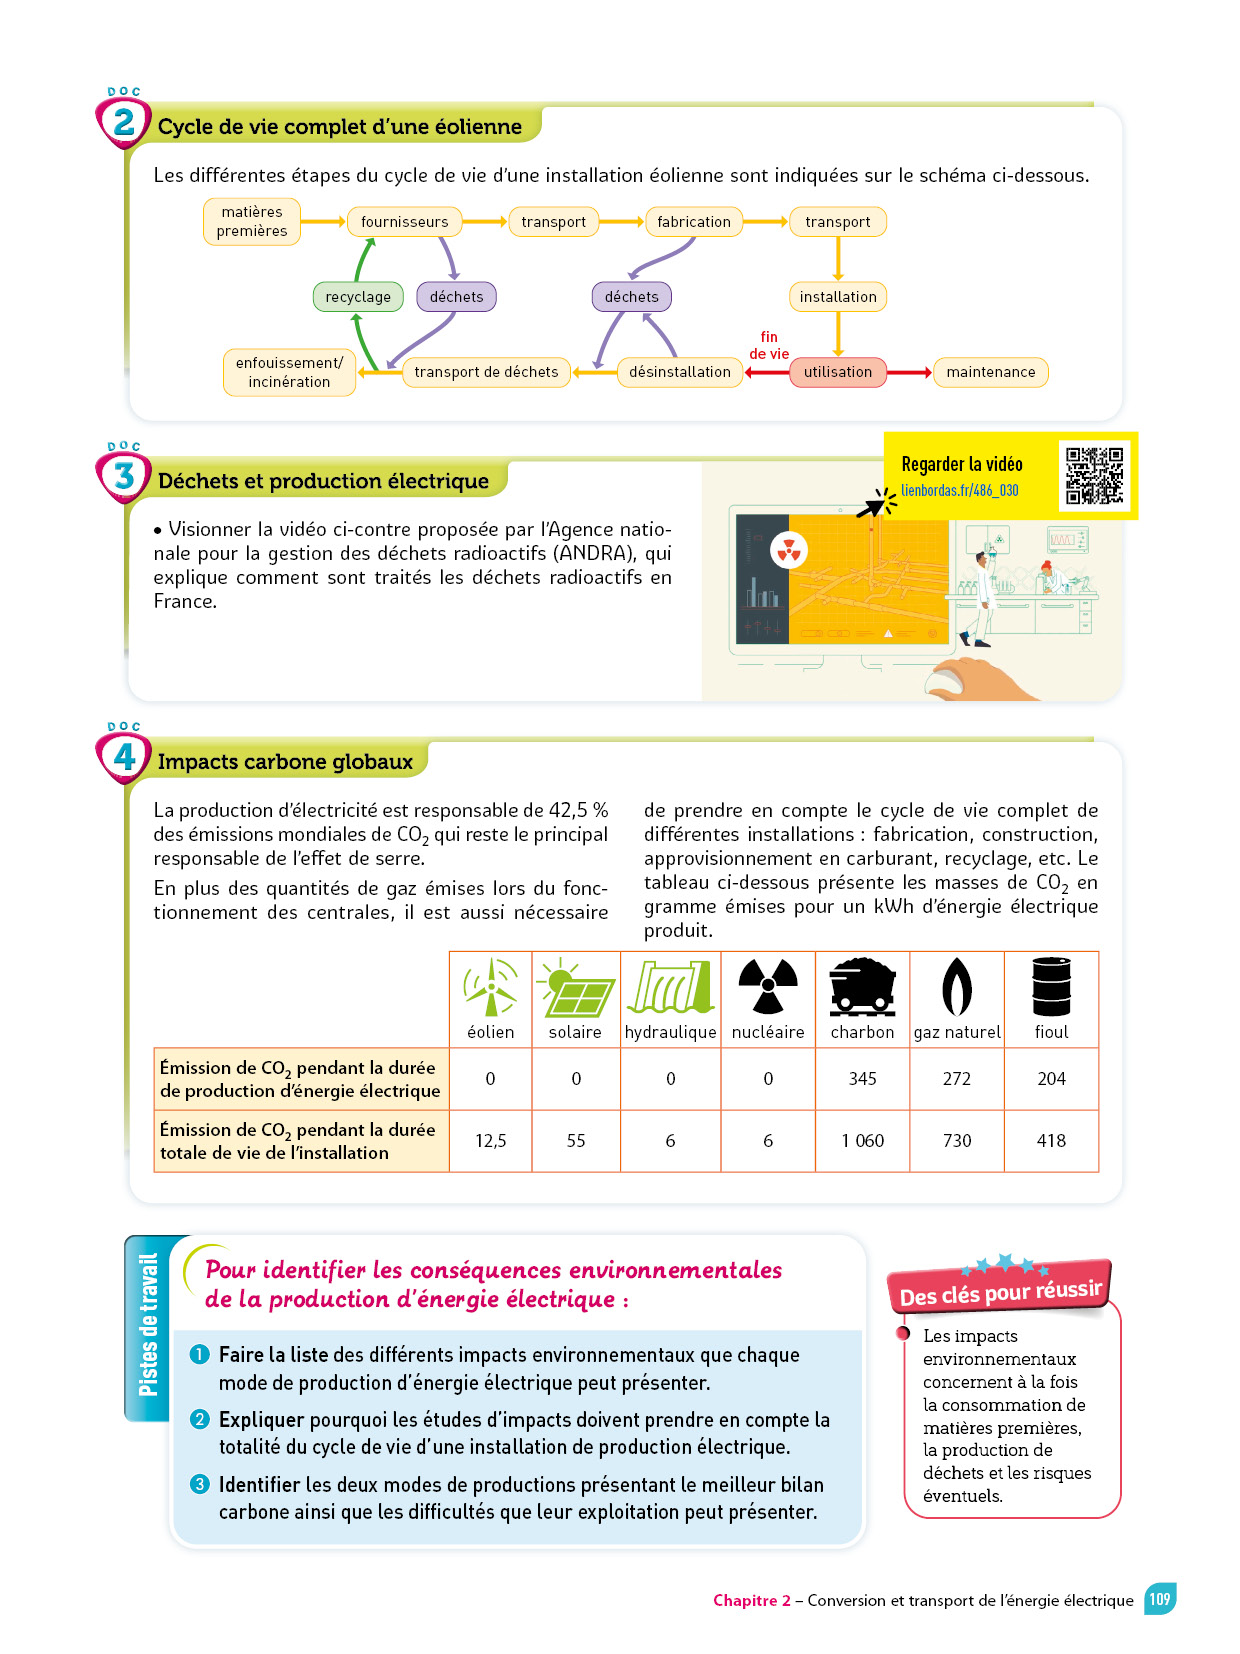 DOC
2
Cycle de vie complet d'une éolienne
Les différentes étapes du cycle de vie d'une installation éolienne sont indiquées sur le schéma ci-dessous.
matières
premières
fournisseurs
transport
fabrication
transport
recyclage
déchets
déchets
installation
fin
de vie
enfouissement/
incinération
transport de déchets
désinstallation
utilisation
maintenance
DOC
3
Déchets et production électrique
Regarder la vidéo
lienbordas.fr/486_030
• Visionner la vidéo ci-contre proposée par l'Agence natio-
nale pour la gestion des déchets radioactifs (ANDRA), qui
explique comment sont traités les déchets radioactifs en
France.
DOC
4
Impacts carbone globaux
La production d'électricité est responsable de 42,5 %
des émissions mondiales de CO2 qui reste le principal
responsable de l'effet de serre.
En plus des quantités de gaz émises lors du fonc-
tionnement des centrales, il est aussi nécessaire
de prendre en compte le cycle de vie complet de
différentes installations : fabrication, construction,
approvisionnement en carburant, recyclage, etc. Le
tableau ci-dessous présente les masses de CO2 en
gramme émises pour un kWh d'énergie électrique
produit.
éolien solaire hydraulique nucléaire charbon gaz naturel fioul
Émission de CO2 pendant la durée
de production d'énergie électrique
0 0 0 0 345 272 204
Émission de CO2 pendant la durée
totale de vie de l'installation
12,5 55 6 6 1 060 730 418
Pistes de travail
Pour identifier les conséquences environnementales
de la production d'énergie électrique :
1 Faire la liste des différents impacts environnementaux que chaque
mode de production d'énergie électrique peut présenter.
2 Expliquer pourquoi les études d'impacts doivent prendre en compte la
totalité du cycle de vie d'une installation de production électrique.
3 Identifier les deux modes de productions présentant le meilleur bilan
carbone ainsi que les difficultés que leur exploitation peut présenter.
Des clés pour réussir
Les impacts
environnementaux
concernent à la fois
la consommation de
matières premières,
la production de
déchets et les risques
éventuels.
Chapitre 2 – Conversion et transport de l'énergie électrique 109